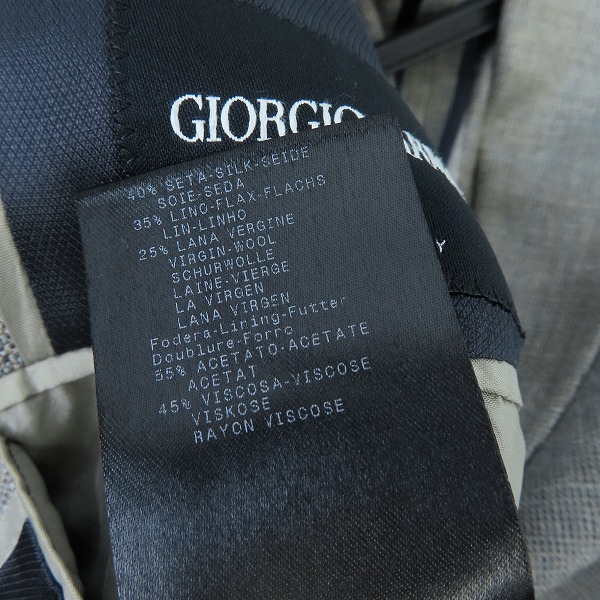 GIORGIO
40% SETA-SILK-SEIDE
SOIE-SEDA
35% LINO-FLAX-FLACHS
LIN-LINHO
25% LANA VERGINE
VIRGIN-WOOL
SCHURWOLLE
LAINE-VIERGE
LA VIRGEN
LANA VIRGEN
Fodera-Lining-Futter
Doublure-Forro
55% ACETATO-ACETATE
ACETAT
45% VISCOSA-VISCOSE
VISKOSE
RAYON VISCOSE